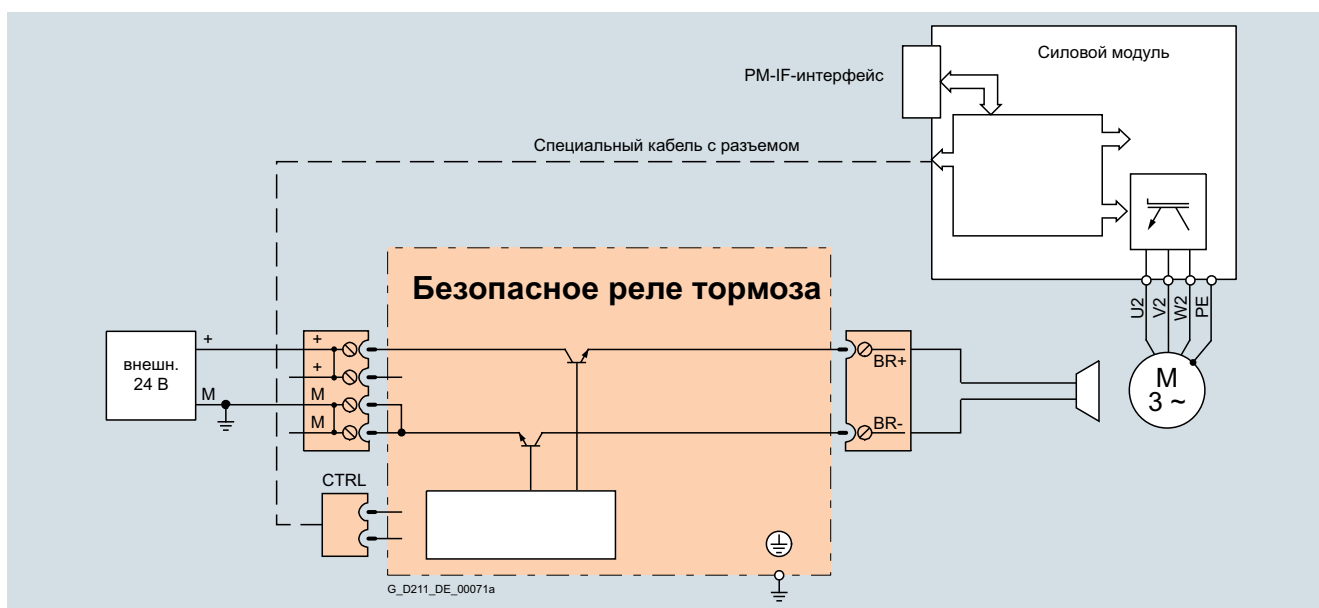 Силовой модуль
PM-IF-интерфейс
Специальный кабель с разъемом
Безопасное реле тормоза
U2
V2
W2
PE
внешн.
24 В
+
M
+
+
M
M
BR+
BR-
M
3 ~
CTRL
G_D211_DE_00071a